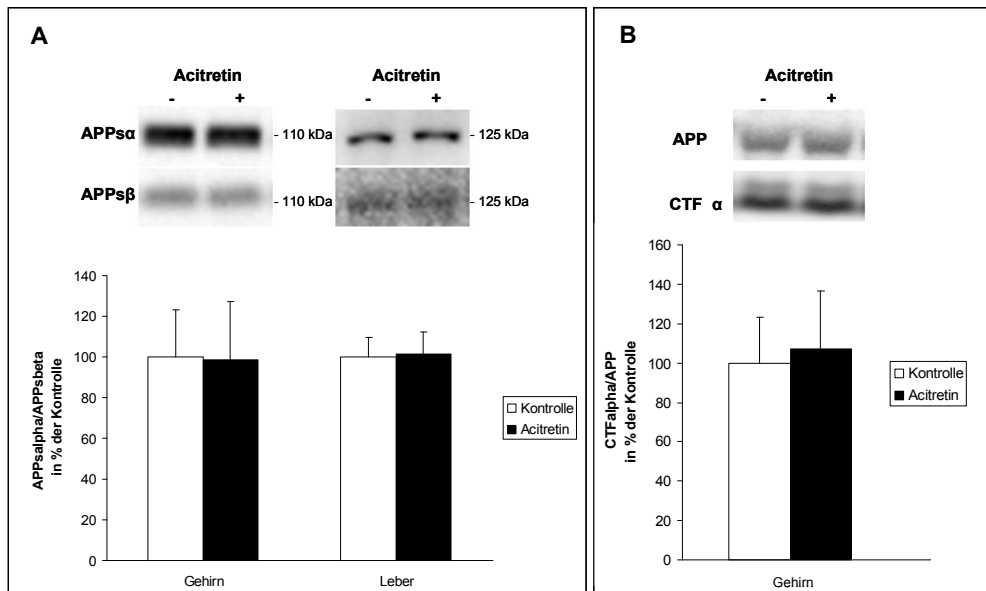 A
Acitretin
- +
Acitretin
- +
APPsα
- 110 kDa
- 125 kDa
APPsβ
- 110 kDa
- 125 kDa
APPsalpha/APPsbeta
in % der Kontrolle
140
120
100
80
60
40
20
0
Gehirn
Leber
Kontrolle
Acitretin
B
Acitretin
- +
APP
CTF α
CTFalpha/APP
in % der Kontrolle
160
140
120
100
80
60
40
20
0
Gehirn
Kontrolle
Acitretin